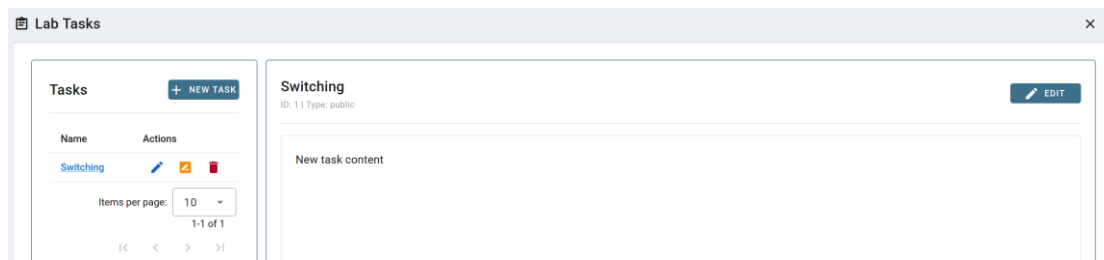 Lab Tasks
Tasks
NEW TASK
Name Actions
Switching
Items per page: 10
1-1 of 1
Switching
ID: 1 | Type: public
EDIT
New task content